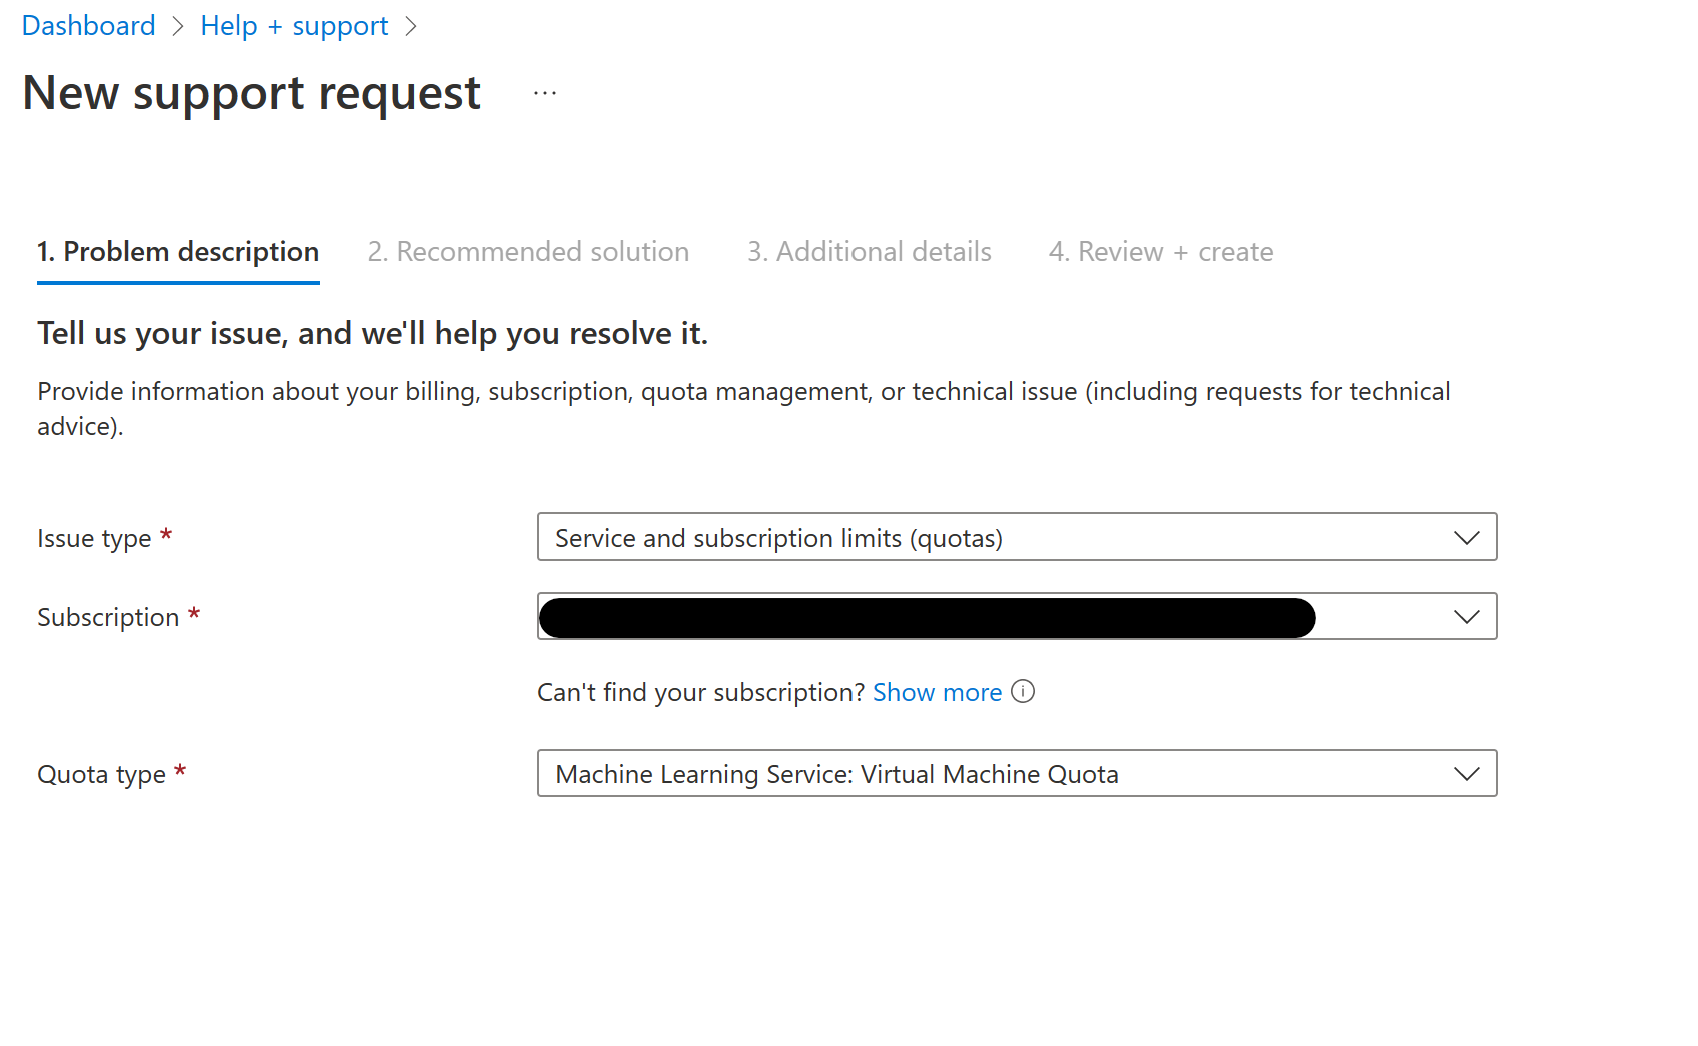 Dashboard > Help + support >
New support request ...
1. Problem description 2. Recommended solution 3. Additional details 4. Review + create
Tell us your issue, and we'll help you resolve it.
Provide information about your billing, subscription, quota management, or technical issue (including requests for technical
advice).
Issue type * Service and subscription limits (quotas)
Subscription *
Can't find your subscription? Show more
Quota type * Machine Learning Service: Virtual Machine Quota